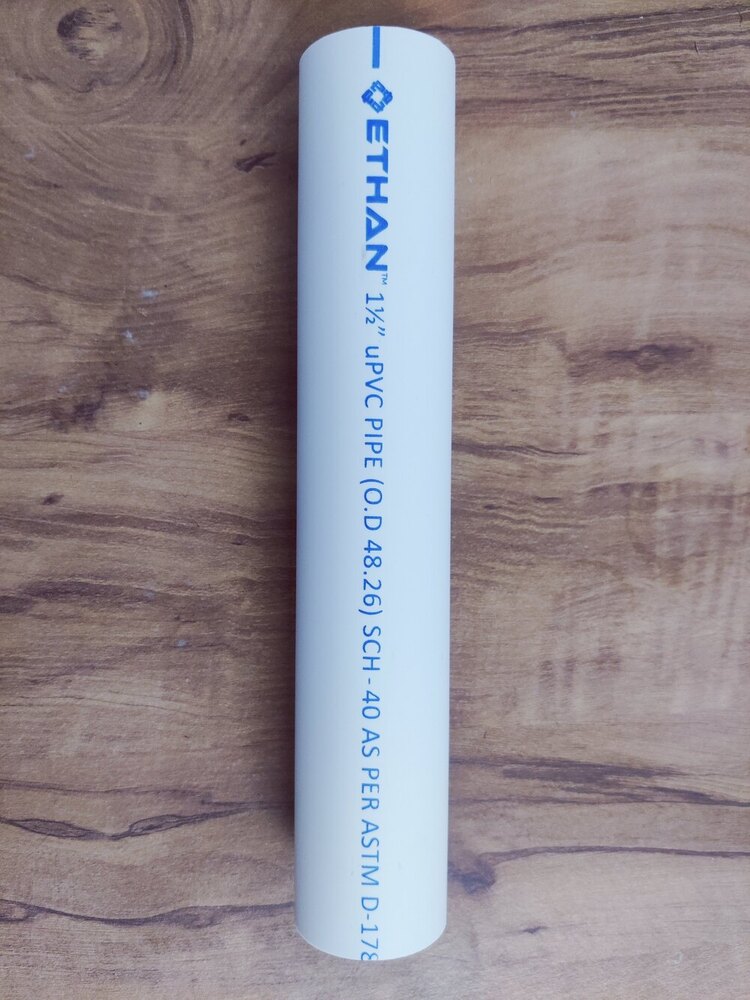 ETHAN™ 1½” uPVC PIPE (O.D 48.26) SCH - 40 AS PER ASTM D-178